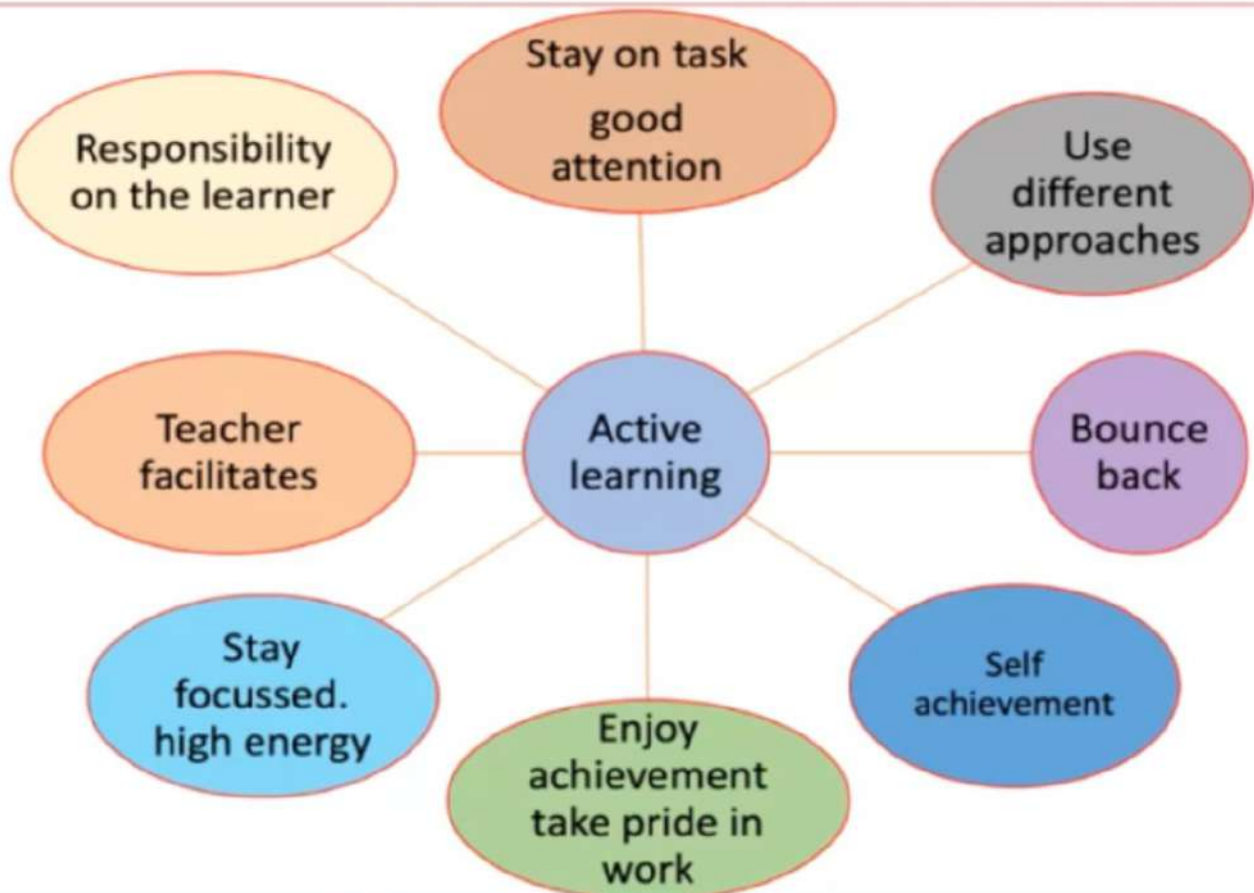 Stay on task
good
attention
Responsibility
on the learner
Use
different
approaches
Teacher
facilitates
Active
learning
Bounce
back
Stay
focussed.
high energy
Self
achievement
Enjoy
achievement
take pride in
work